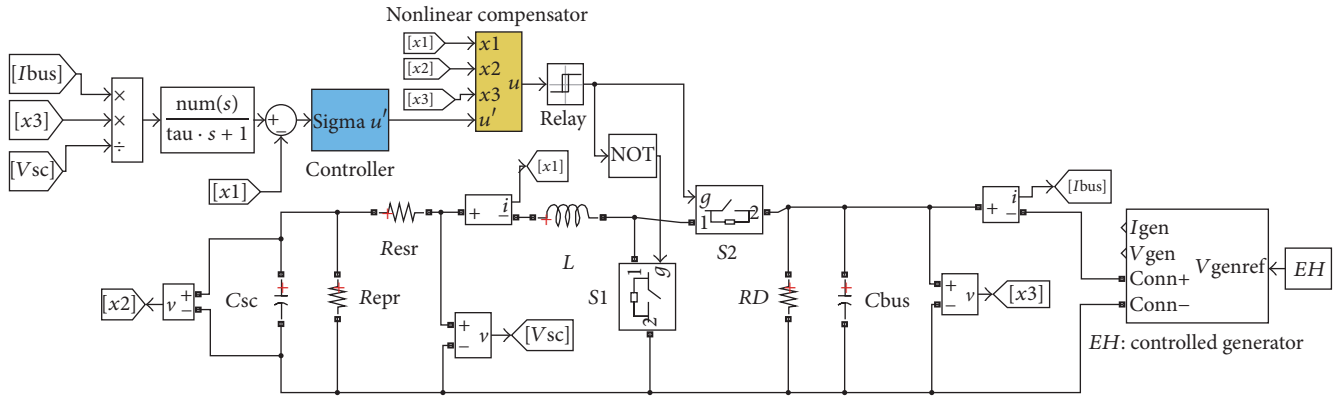 Nonlinear compensator
[Ibus]
[x3]
[Vsc]
×
×
÷
num(s)
tau · s + 1
+
−
[x1]
Sigma u′
Controller
[x1]
[x2]
[x3]
x1
x2
x3
u′
u
Relay
NOT
[x1]
+
i
−
Resr
L
g
1
2
S2
S1
1
g
2
+
i
−
[Ibus]
Igen
Vgen
Conn+
Conn−
Vgenref
EH
EH: controlled generator
[x2]
v
+
−
Csc
Repr
+
−
v
[Vsc]
RD
Cbus
+
−
v
[x3]